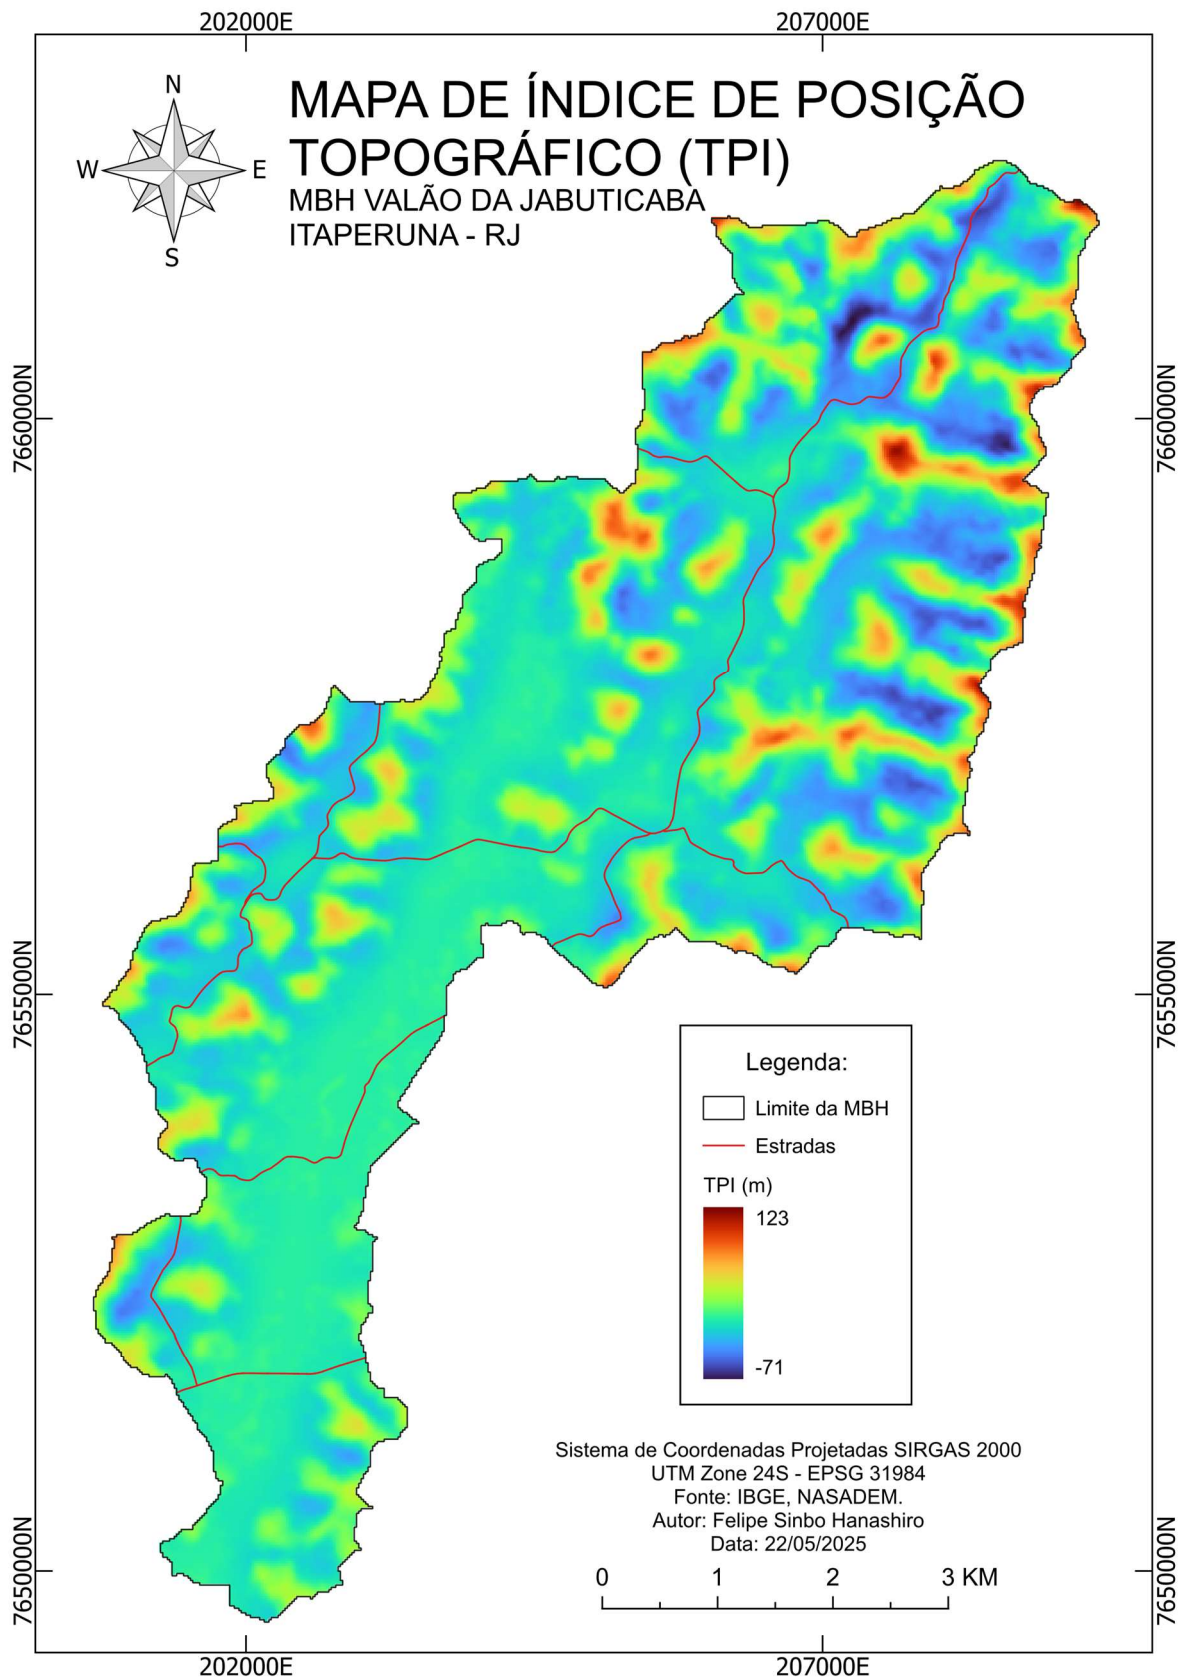 202000E
207000E
N
W
E
S
MAPA DE ÍNDICE DE POSIÇÃO
TOPOGRÁFICO (TPI)
MBH VALÃO DA JABUTICABA
ITAPERUNA - RJ
7660000N
7660000N
7655000N
7655000N
Legenda:
Limite da MBH
Estradas
TPI (m)
123
-71
Sistema de Coordenadas Projetadas SIRGAS 2000
UTM Zone 24S - EPSG 31984
Fonte: IBGE, NASADEM.
Autor: Felipe Sinbo Hanashiro
Data: 22/05/2025
0 1 2 3 KM
7650000N
7650000N
202000E
207000E